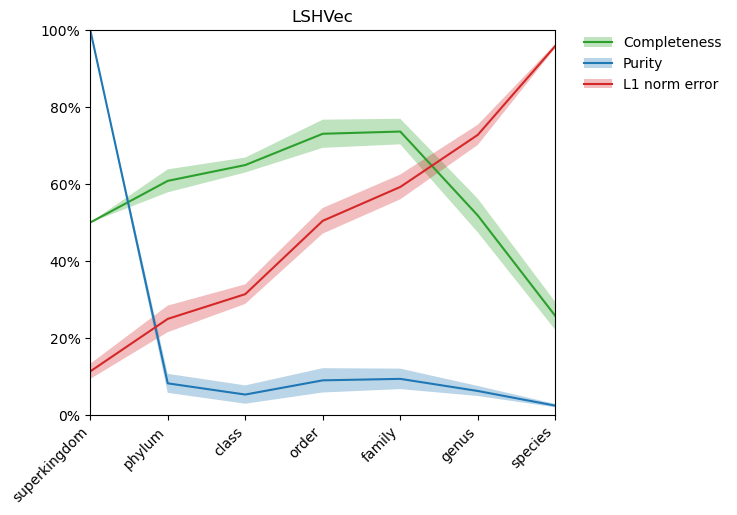 LSHVec
100%
80%
60%
40%
20%
0%
superkingdom
phylum
class
order
family
genus
species
Completeness
Purity
L1 norm error